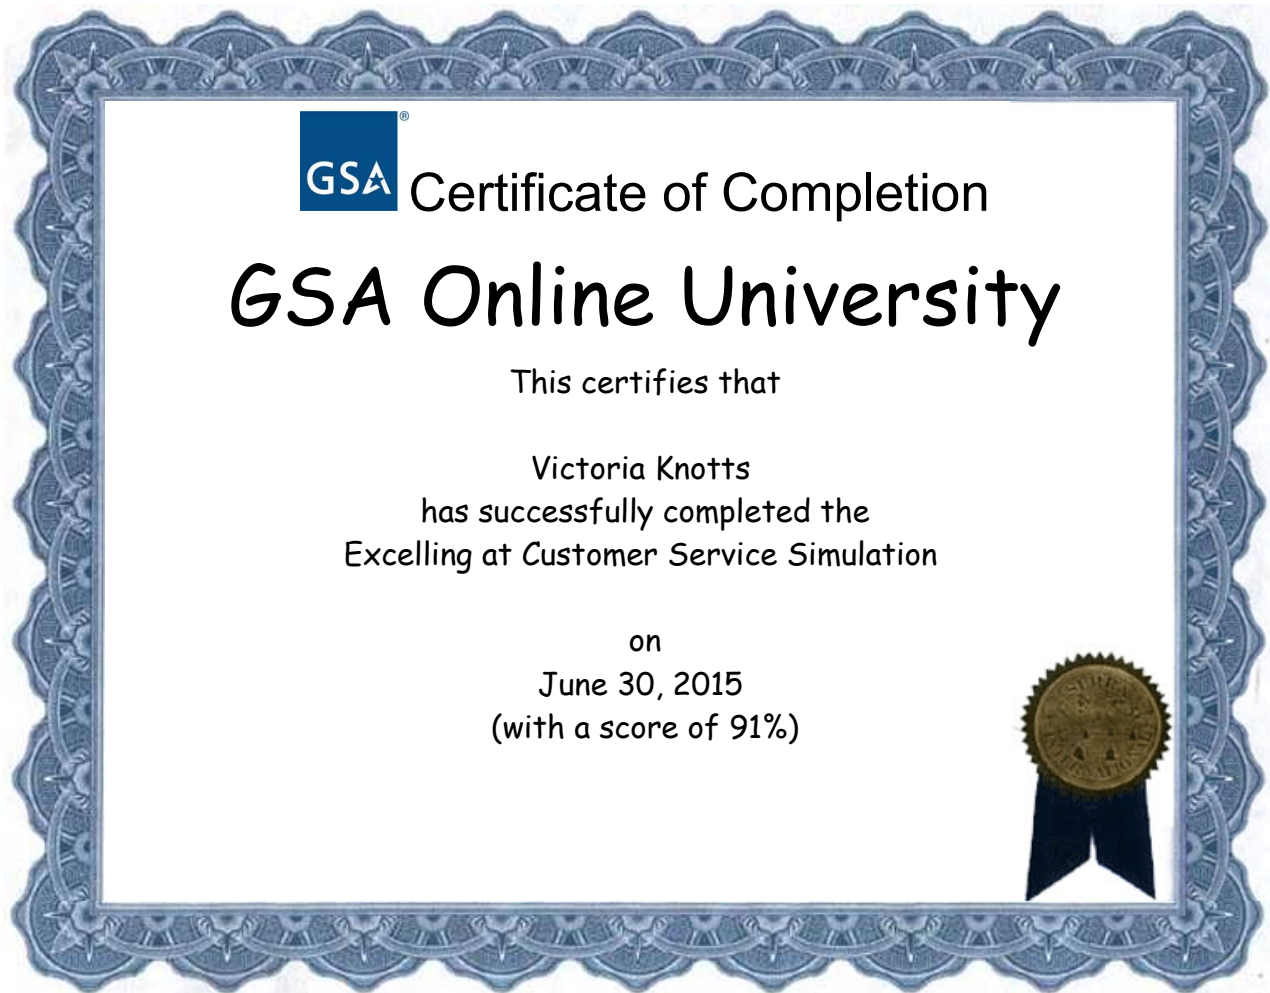 GSA®
Certificate of Completion
GSA Online University
This certifies that
Victoria Knotts
has successfully completed the
Excelling at Customer Service Simulation
on
June 30, 2015
(with a score of 91%)